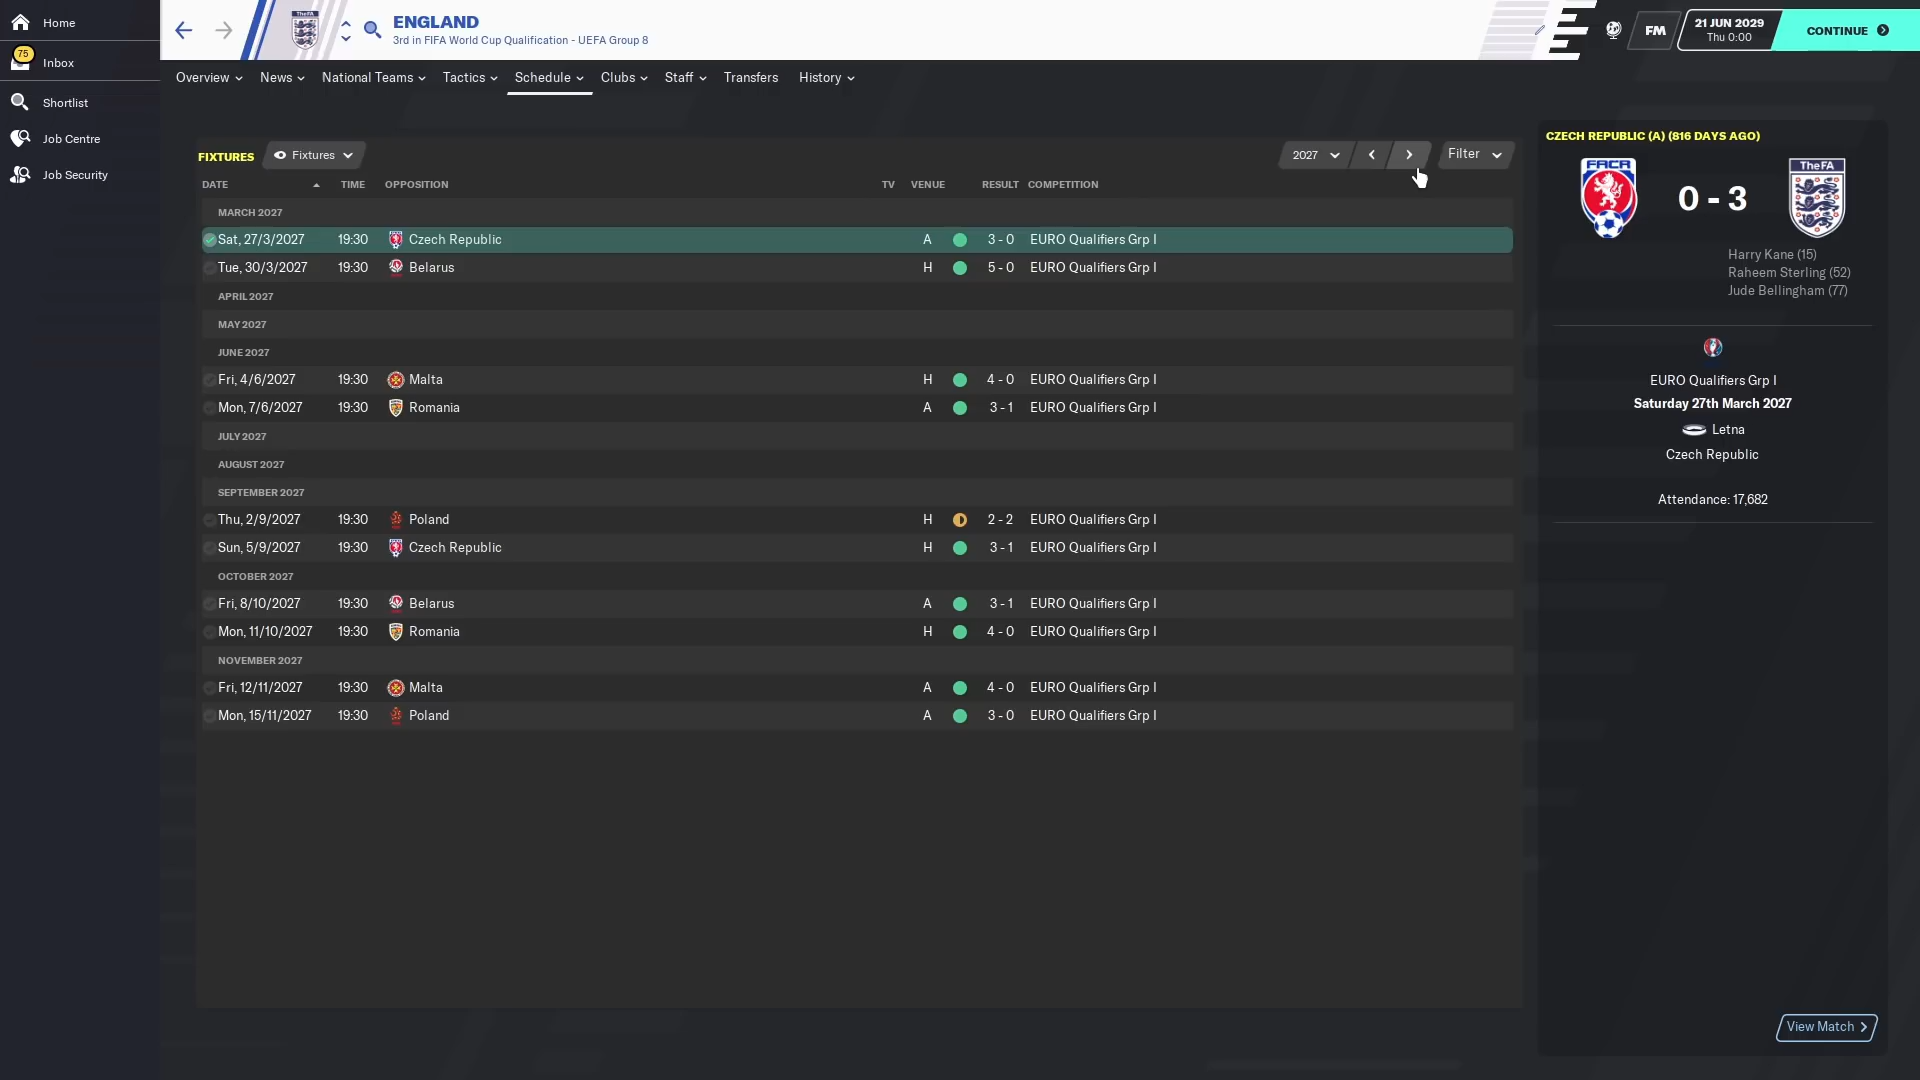 Home
75
Inbox
Shortlist
Job Centre
Job Security
The FA
ENGLAND
3rd in FIFA World Cup Qualification - UEFA Group 8
FM
21 JUN 2029
Thu 0:00
CONTINUE
Overview News National Teams Tactics Schedule Clubs Staff Transfers History
FIXTURES Fixtures 2027 Filter
DATE TIME OPPOSITION TV VENUE RESULT COMPETITION
MARCH 2027
Sat, 27/3/2027 19:30 Czech Republic A 3 - 0 EURO Qualifiers Grp I
Tue, 30/3/2027 19:30 Belarus H 5 - 0 EURO Qualifiers Grp I
APRIL 2027
MAY 2027
JUNE 2027
Fri, 4/6/2027 19:30 Malta H 4 - 0 EURO Qualifiers Grp I
Mon, 7/6/2027 19:30 Romania A 3 - 1 EURO Qualifiers Grp I
JULY 2027
AUGUST 2027
SEPTEMBER 2027
Thu, 2/9/2027 19:30 Poland H 2 - 2 EURO Qualifiers Grp I
Sun, 5/9/2027 19:30 Czech Republic H 3 - 1 EURO Qualifiers Grp I
OCTOBER 2027
Fri, 8/10/2027 19:30 Belarus A 3 - 1 EURO Qualifiers Grp I
Mon, 11/10/2027 19:30 Romania H 4 - 0 EURO Qualifiers Grp I
NOVEMBER 2027
Fri, 12/11/2027 19:30 Malta A 4 - 0 EURO Qualifiers Grp I
Mon, 15/11/2027 19:30 Poland A 3 - 0 EURO Qualifiers Grp I
CZECH REPUBLIC (A) (816 DAYS AGO)
FACR
0 - 3
The FA
Harry Kane (15)
Raheem Sterling (52)
Jude Bellingham (77)
EURO Qualifiers Grp I
Saturday 27th March 2027
Letna
Czech Republic
Attendance: 17,682
View Match